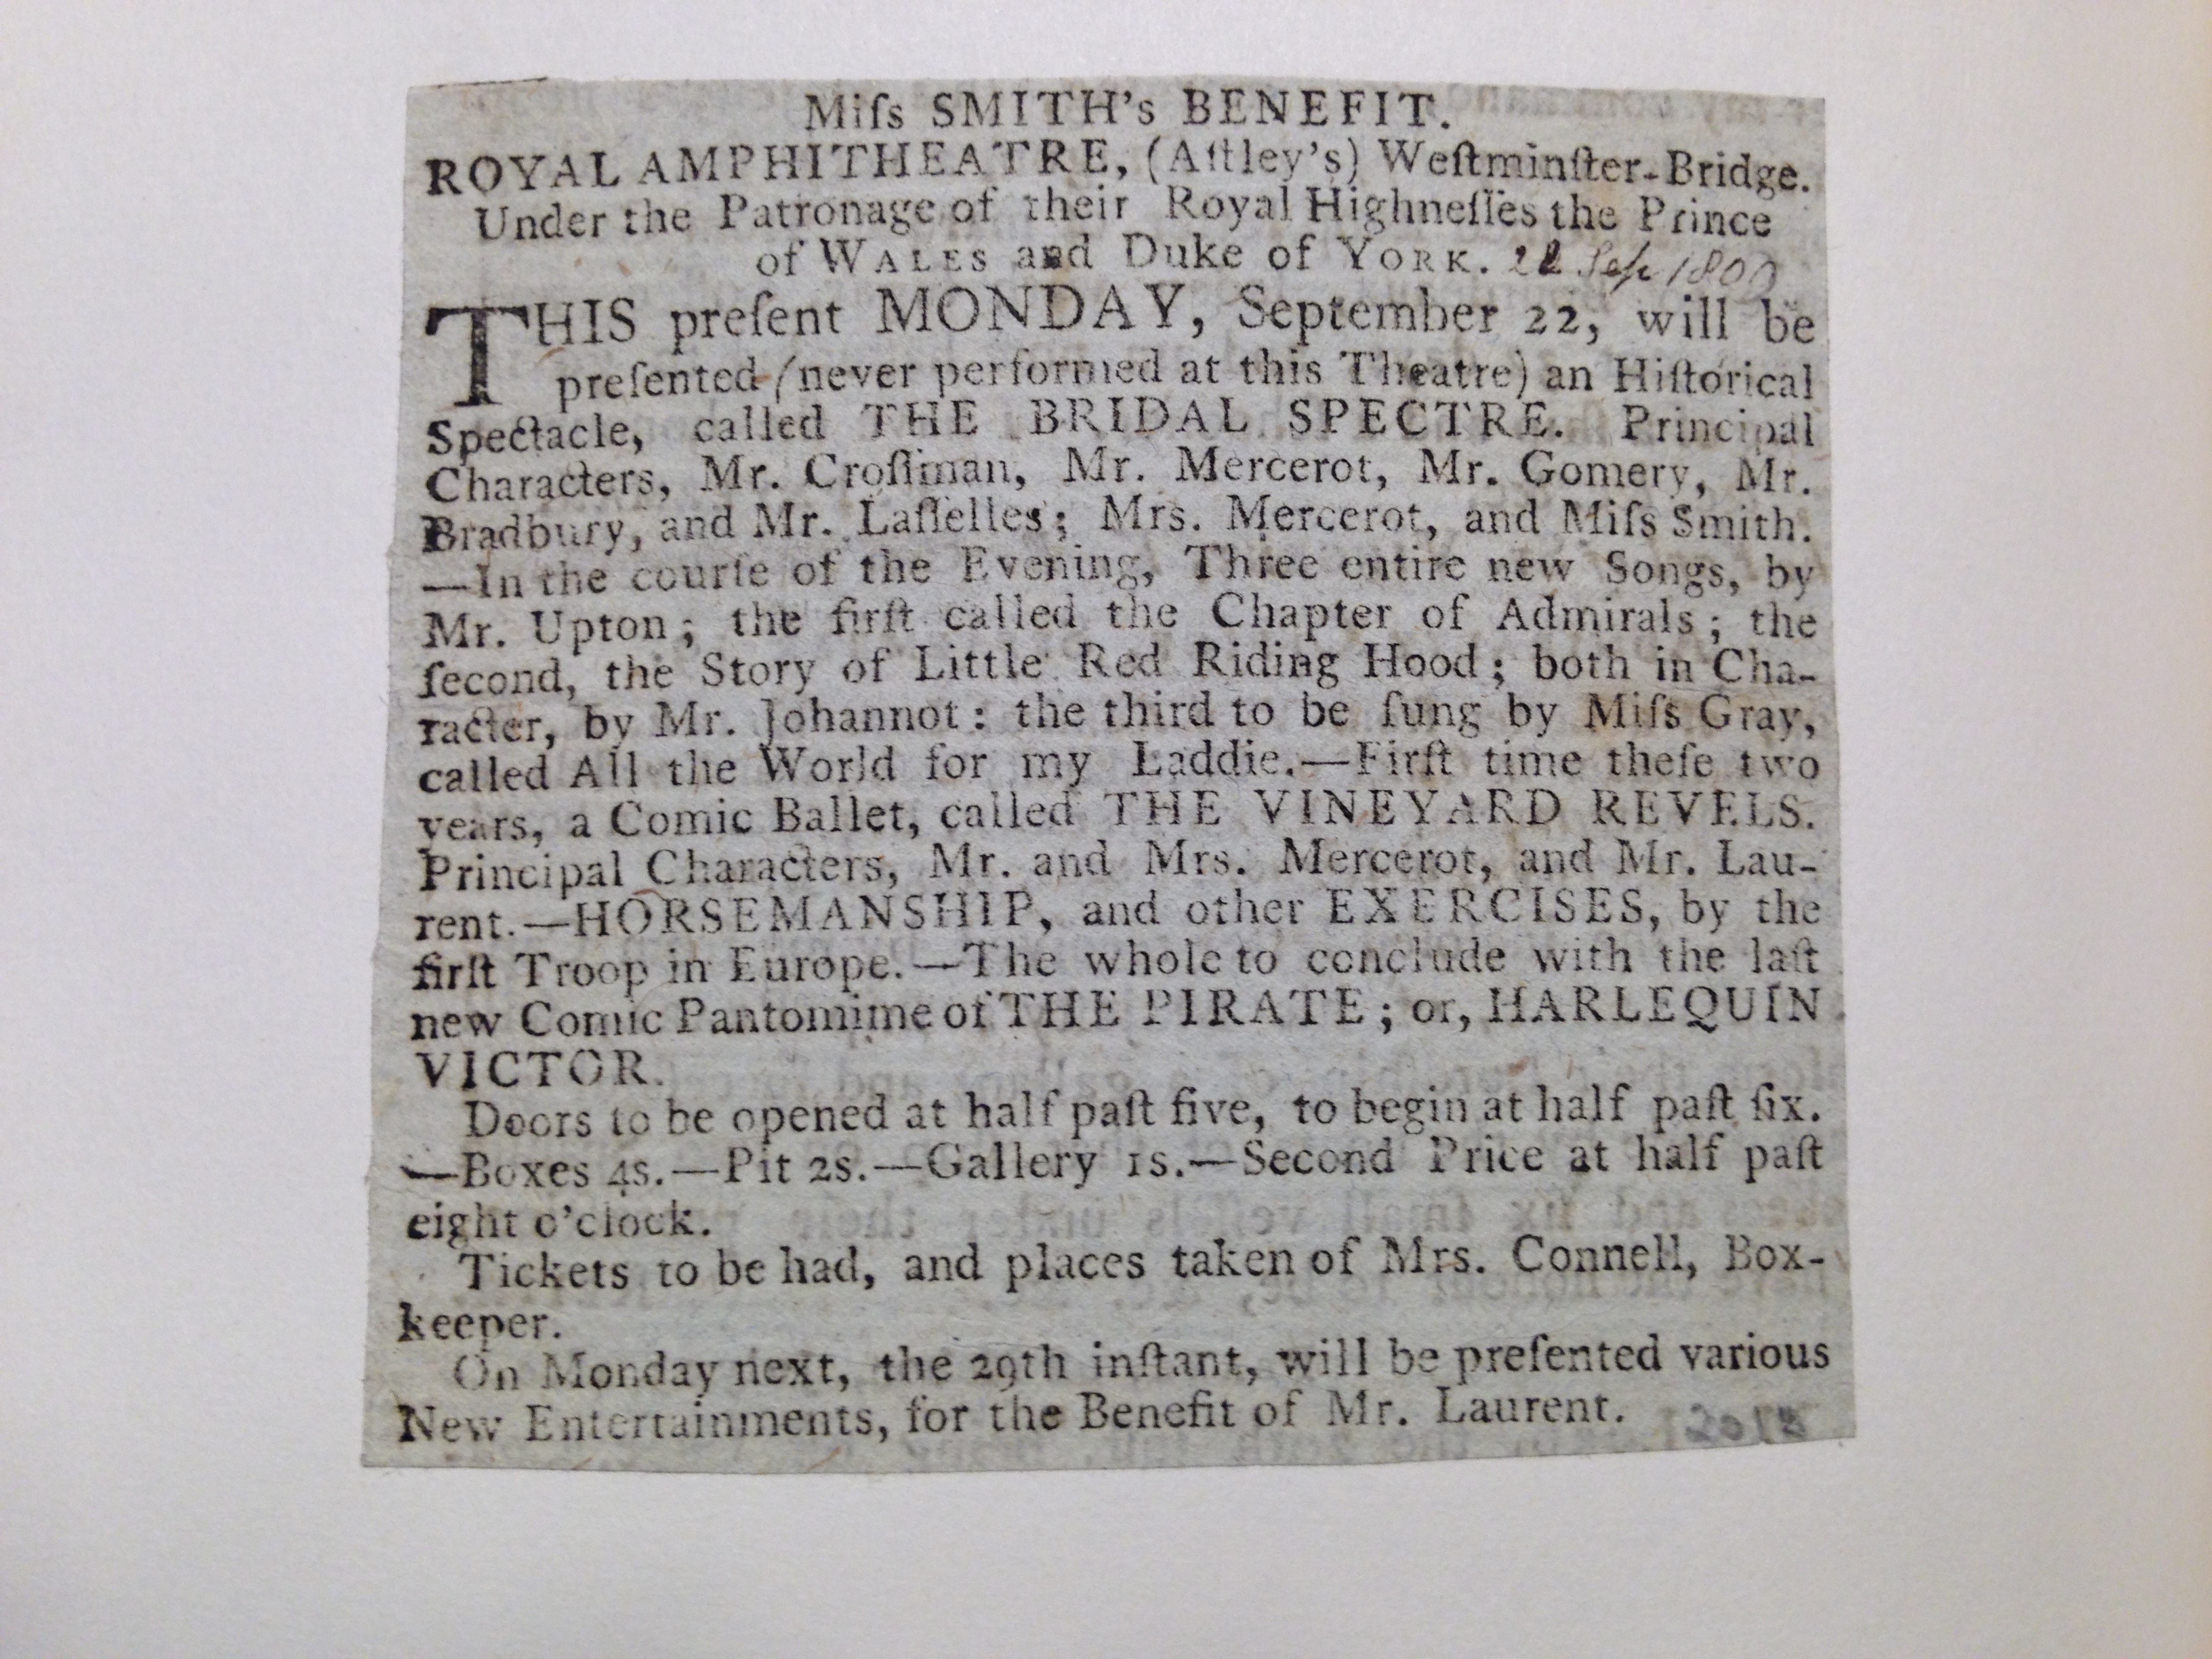 Miſs SMITH's BENEFIT.
ROYAL AMPHITHEATRE, (Aſtley's) Weſtminſter-Bridge.
Under the Patronage of their Royal Highneſſes the Prince
of WALES and Duke of YORK. 22 Sep 1800
THIS preſent MONDAY, September 22, will be
preſented (never performed at this Theatre) an Hiſtorical
Spectacle, called THE BRIDAL SPECTRE. Principal
Characters, Mr. Croſſman, Mr. Mercerot, Mr. Gomery, Mr.
Bradbury, and Mr. Laſſelles; Mrs. Mercerot, and Miſs Smith.
—In the courſe of the Evening, Three entire new Songs, by
Mr. Upton; the firſt called the Chapter of Admirals; the
ſecond, the Story of Little Red Riding Hood; both in Cha-
racter, by Mr. Johannot: the third to be ſung by Miſs Gray,
called All the World for my Laddie.—Firſt time theſe two
years, a Comic Ballet, called THE VINEYARD REVELS.
Principal Characters, Mr. and Mrs. Mercerot, and Mr. Lau-
rent.—HORSEMANSHIP, and other EXERCISES, by the
firſt Troop in Europe.—The whole to conclude with the laſt
new Comic Pantomime of THE PIRATE; or, HARLEQUIN
VICTOR.
Doors to be opened at half paſt five, to begin at half paſt ſix.
—Boxes 4s.—Pit 2s.—Gallery 1s.—Second Price at half paſt
eight o'clock.
Tickets to be had, and places taken of Mrs. Connell, Box-
keeper.
On Monday next, the 29th inſtant, will be preſented various
New Entertainments, for the Benefit of Mr. Laurent.